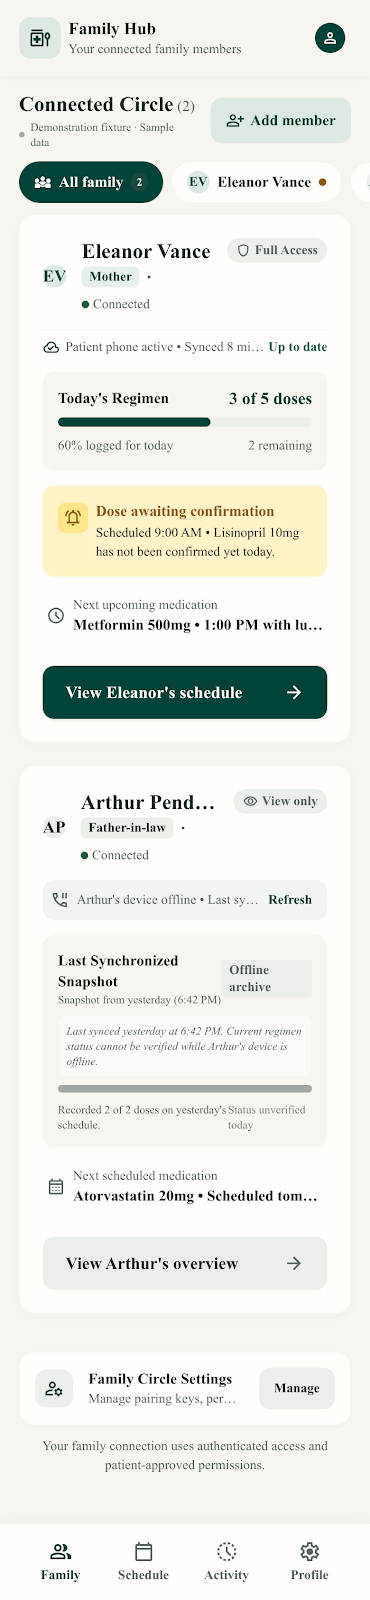 Family Hub
Your connected family members
Connected Circle (2)
Demonstration fixture · Sample
data
Add member
All family 2
EV Eleanor Vance
Eleanor Vance
Full Access
EV
Mother ·
Connected
Patient phone active • Synced 8 mi… Up to date
Today's Regimen 3 of 5 doses
60% logged for today 2 remaining
Dose awaiting confirmation
Scheduled 9:00 AM • Lisinopril 10mg
has not been confirmed yet today.
Next upcoming medication
Metformin 500mg • 1:00 PM with lu…
View Eleanor's schedule
Arthur Pend…
View only
AP
Father-in-law ·
Connected
Arthur's device offline • Last sy… Refresh
Last Synchronized
Snapshot
Offline
archive
Snapshot from yesterday (6:42 PM)
Last synced yesterday at 6:42 PM. Current regimen
status cannot be verified while Arthur's device is
offline.
Recorded 2 of 2 doses on yesterday's
schedule.
Status unverified
today
Next scheduled medication
Atorvastatin 20mg • Scheduled tom…
View Arthur's overview
Family Circle Settings
Manage pairing keys, per…
Manage
Your family connection uses authenticated access and
patient-approved permissions.
Family Schedule Activity Profile